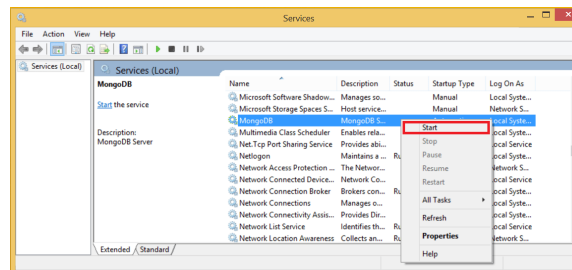 Services
File Action View Help
Services (Local)
Services (Local)
MongoDB
Start the service
Description:
MongoDB Server
Name Description Status Startup Type Log On As
Microsoft Software Shadow... Manages so... Manual Local Syste...
Microsoft Storage Spaces S... Host service... Manual Network S...
MongoDB MongoDB S... Local Syste...
Multimedia Class Scheduler Enables rela... Local Syste...
Net.Tcp Port Sharing Service Provides abi... Local Service
Netlogon Maintains a ... Ru Local Syste...
Network Access Protection ... The Networ... Network S...
Network Connected Device... Network Co... Local Service
Network Connection Broker Brokers con... Ru Local Syste...
Network Connections Manages o... Local Syste...
Network Connectivity Assis... Provides Dir... Local Syste...
Network List Service Identifies th... Ru Local Service
Network Location Awareness Collects an... Ru Network S...
Start
Stop
Pause
Resume
Restart
All Tasks
Refresh
Properties
Help
Extended Standard